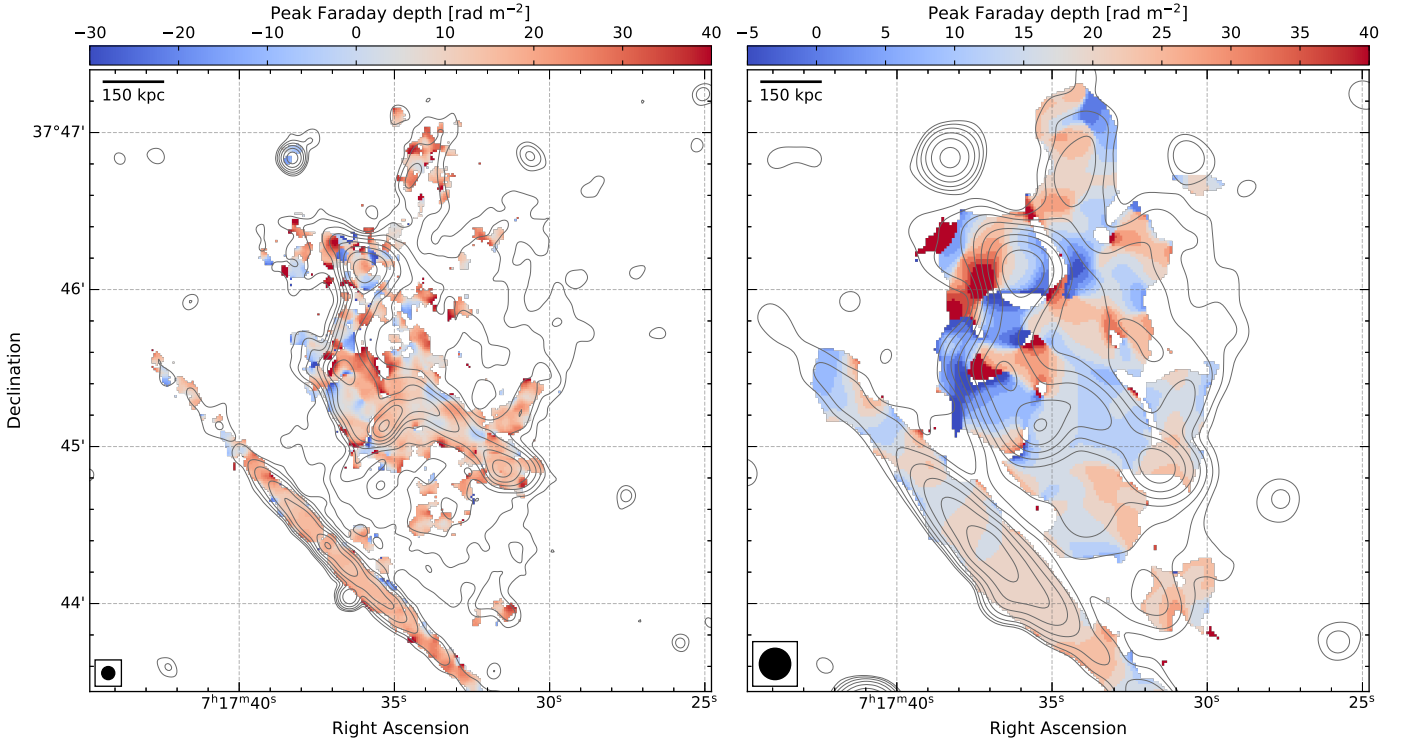 Peak Faraday depth [rad m⁻²]
−30 −20 −10 0 10 20 30 40
150 kpc
37°47'
46'
45'
44'
Declination
7ʰ17ᵐ40ˢ 35ˢ 30ˢ 25ˢ
Right Ascension
Peak Faraday depth [rad m⁻²]
−5 0 5 10 15 20 25 30 35 40
150 kpc
7ʰ17ᵐ40ˢ 35ˢ 30ˢ 25ˢ
Right Ascension